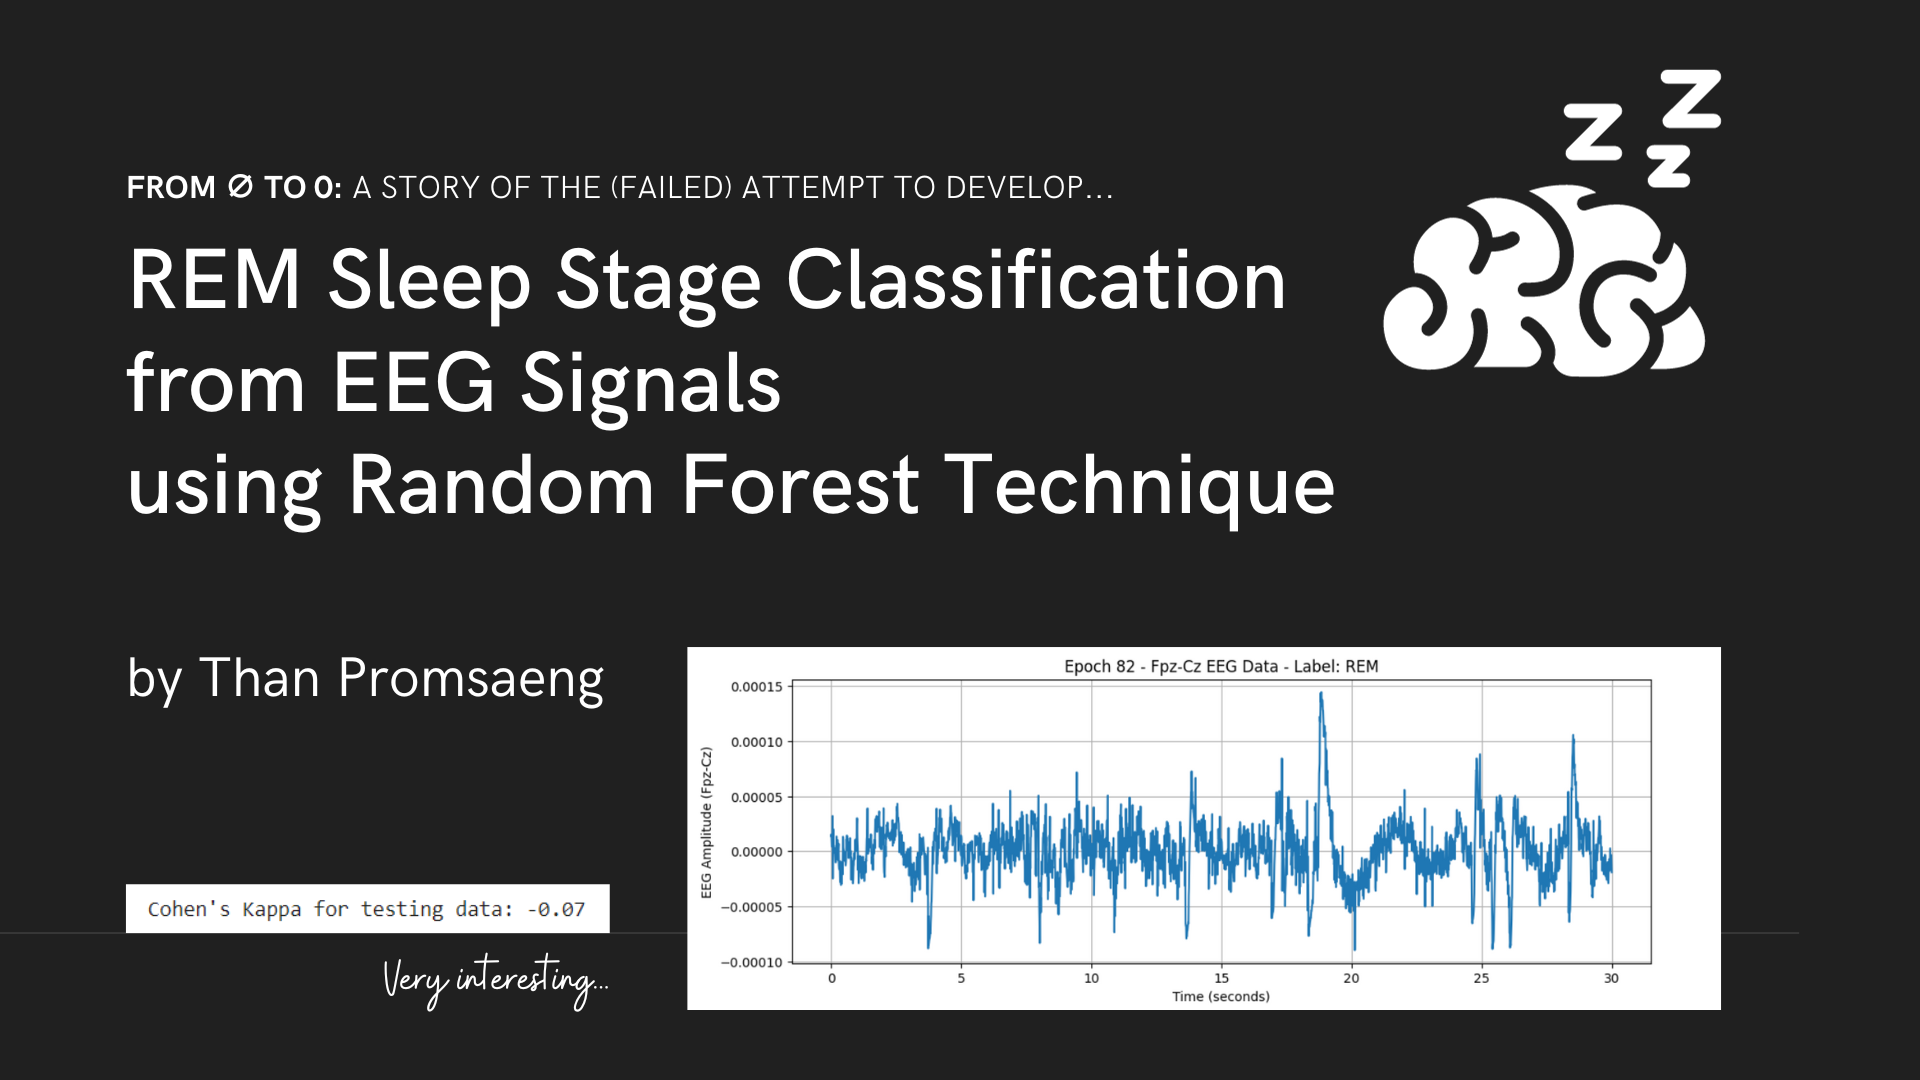 Z Z Z
FROM ∅ TO 0: A STORY OF THE (FAILED) ATTEMPT TO DEVELOP...
REM Sleep Stage Classification
from EEG Signals
using Random Forest Technique
by Than Promsaeng
Cohen's Kappa for testing data: -0.07
Very interesting...
Epoch 82 - Fpz-Cz EEG Data - Label: REM
EEG Amplitude (Fpz-Cz)
0.00015
0.00010
0.00005
0.00000
−0.00005
−0.00010
0 5 10 15 20 25 30
Time (seconds)